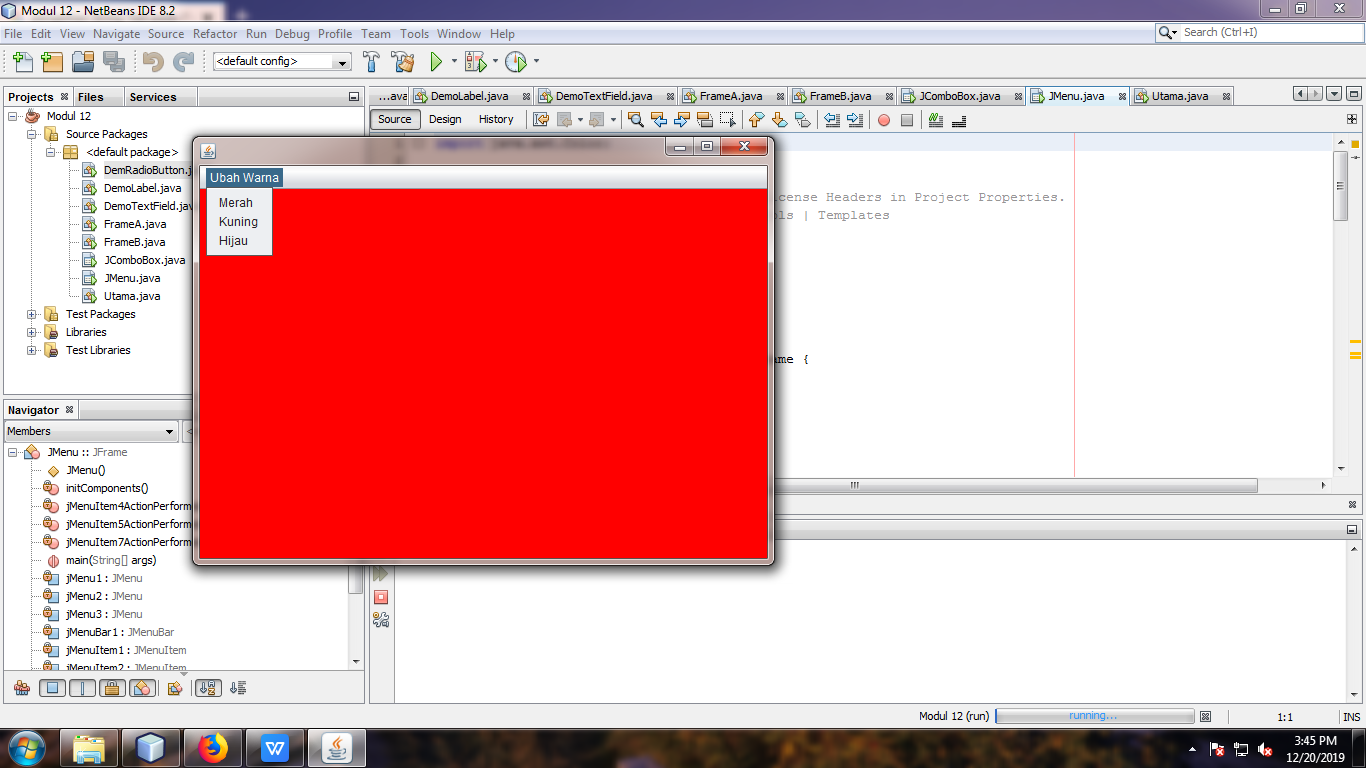 Modul 12 - NetBeans IDE 8.2
File Edit View Navigate Source Refactor Run Debug Profile Team Tools Window Help
Search (Ctrl+I)
<default config>
Projects Files Services
...ava DemoLabel.java DemoTextField.java FrameA.java FrameB.java JComboBox.java JMenu.java Utama.java
Source Design History
Modul 12
Source Packages
<default package>
DemRadioButton.j
DemoLabel.java
DemoTextField.jav
FrameA.java
FrameB.java
JComboBox.java
JMenu.java
Utama.java
Test Packages
Libraries
Test Libraries
Ubah Warna
Merah
Kuning
Hijau
icense Headers in Project Properties.
ols | Templates
ame {
Navigator
Members
JMenu :: JFrame
JMenu()
initComponents()
jMenuItem4ActionPerform
jMenuItem5ActionPerform
jMenuItem7ActionPerform
main(String[] args)
jMenu1 : JMenu
jMenu2 : JMenu
jMenu3 : JMenu
jMenuBar1 : JMenuBar
jMenuItem1 : JMenuItem
jMenuItem2 : JMenuItem
Modul 12 (run) running...
1:1 INS
3:45 PM
12/20/2019